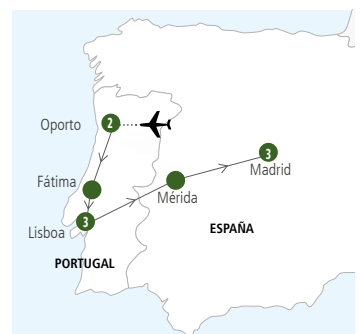 2
Oporto
3
Madrid
Fátima
Mérida
3
Lisboa
ESPAÑA
PORTUGAL